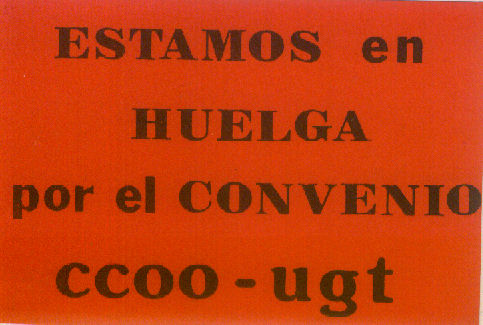 ESTAMOS en
HUELGA
por el CONVENIO
ccoo - ugt